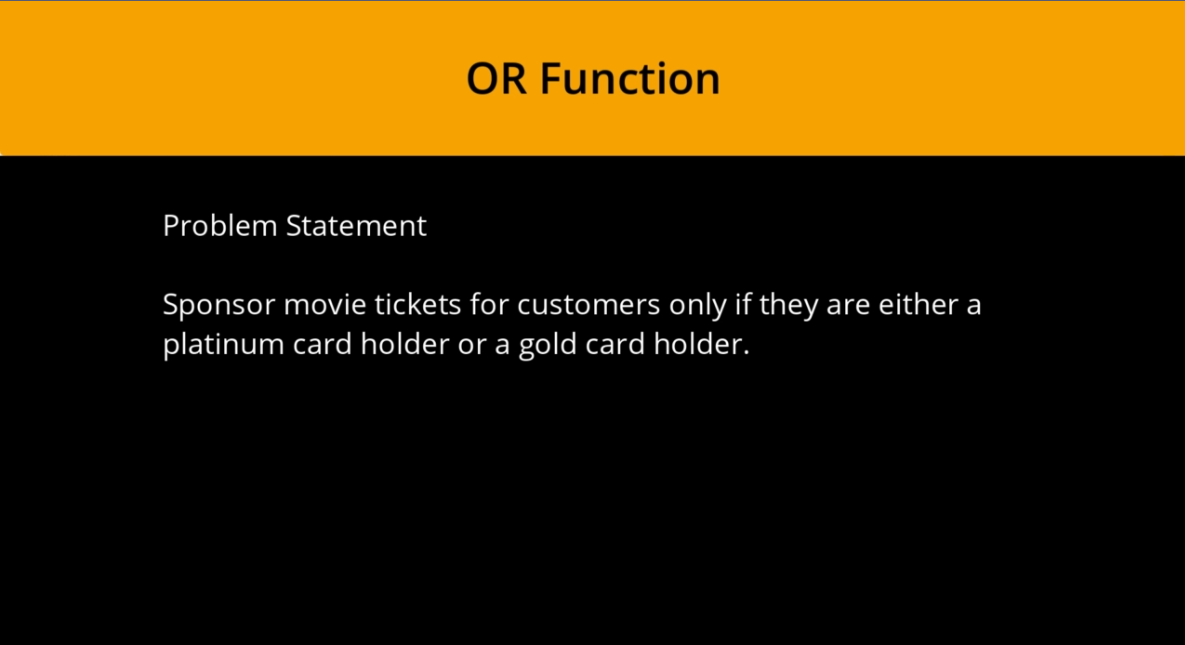 OR Function
Problem Statement
Sponsor movie tickets for customers only if they are either a
platinum card holder or a gold card holder.